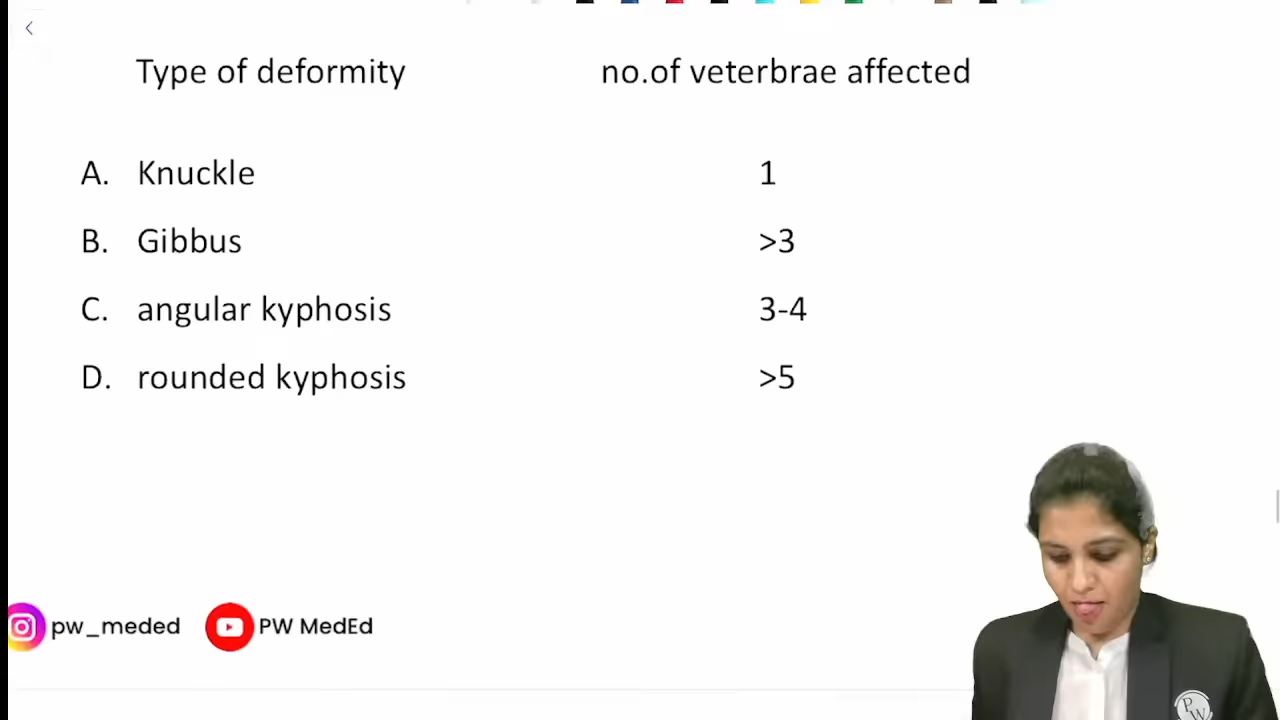 Type of deformity no.of veterbrae affected
A. Knuckle 1
B. Gibbus >3
C. angular kyphosis 3-4
D. rounded kyphosis >5
pw_meded PW MedEd
PW